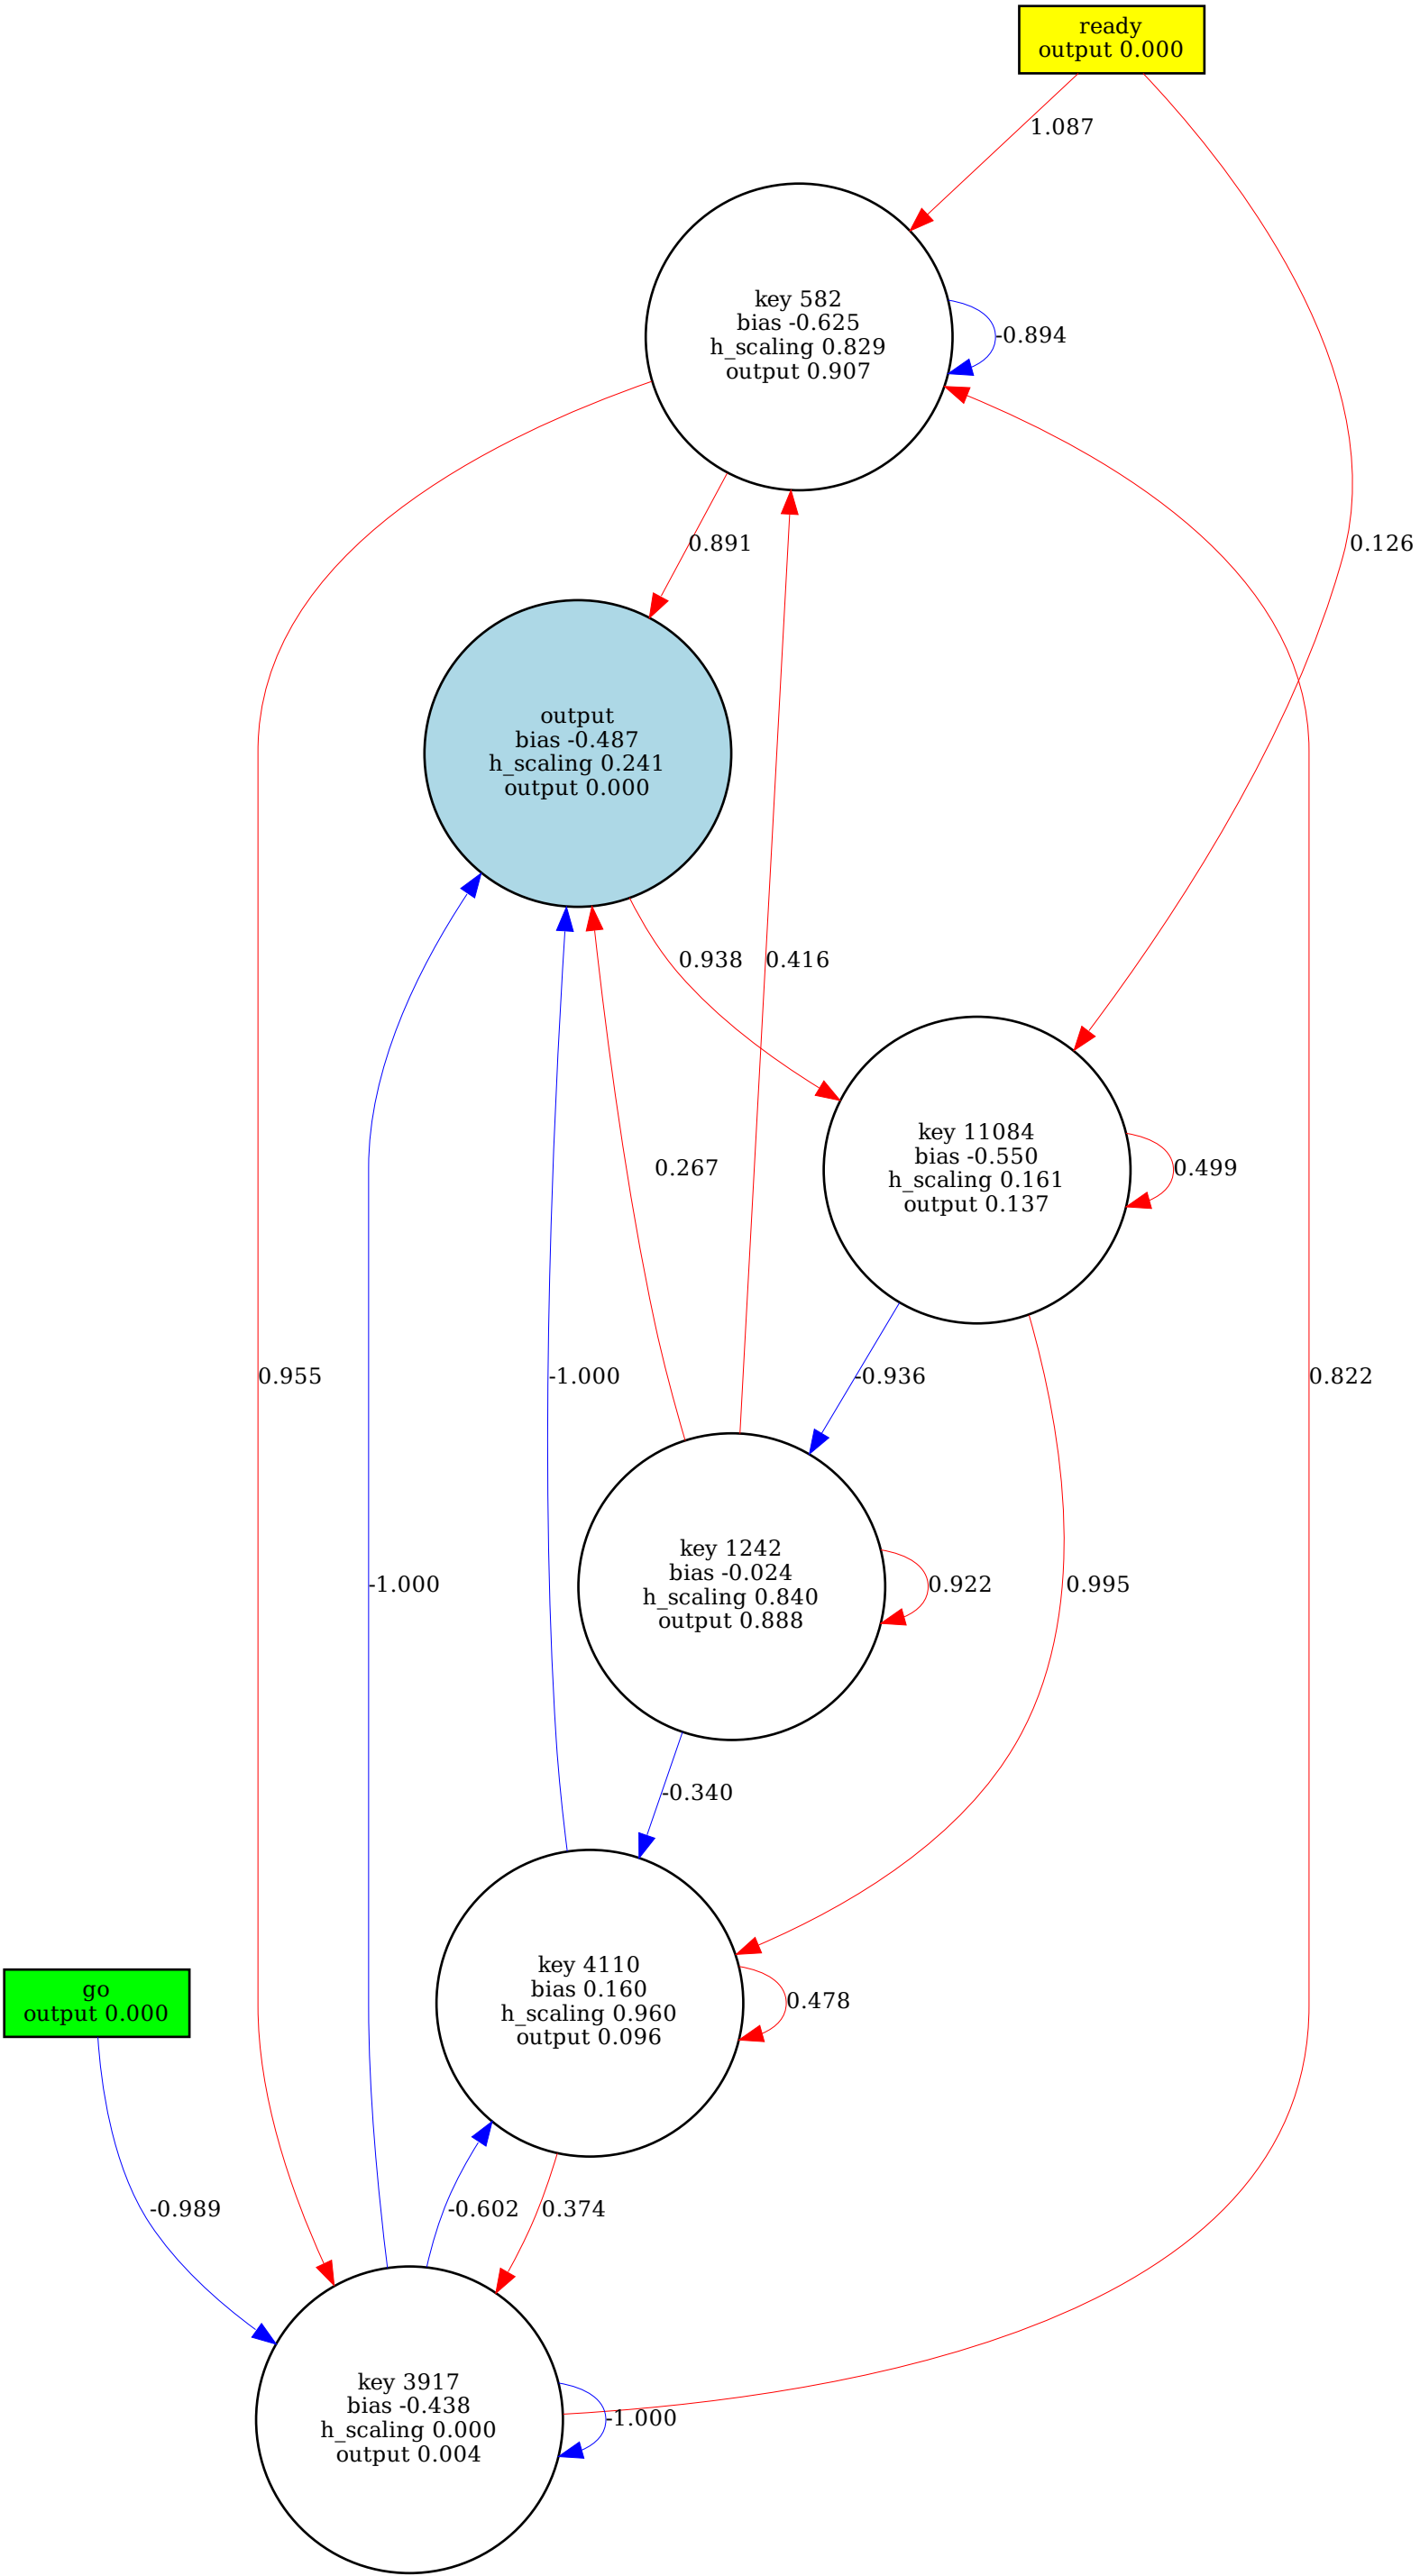 ready
output 0.000
1.087
key 582
bias -0.625
h_scaling 0.829
output 0.907
-0.894
0.891
0.126
output
bias -0.487
h_scaling 0.241
output 0.000
0.938
0.416
key 11084
bias -0.550
h_scaling 0.161
output 0.137
0.267
0.499
0.955
-1.000
-0.936
0.822
key 1242
bias -0.024
h_scaling 0.840
output 0.888
-1.000
0.922
0.995
-0.340
key 4110
bias 0.160
h_scaling 0.960
output 0.096
go
output 0.000
0.478
-0.989
-0.602
0.374
key 3917
bias -0.438
h_scaling 0.000
output 0.004
-1.000